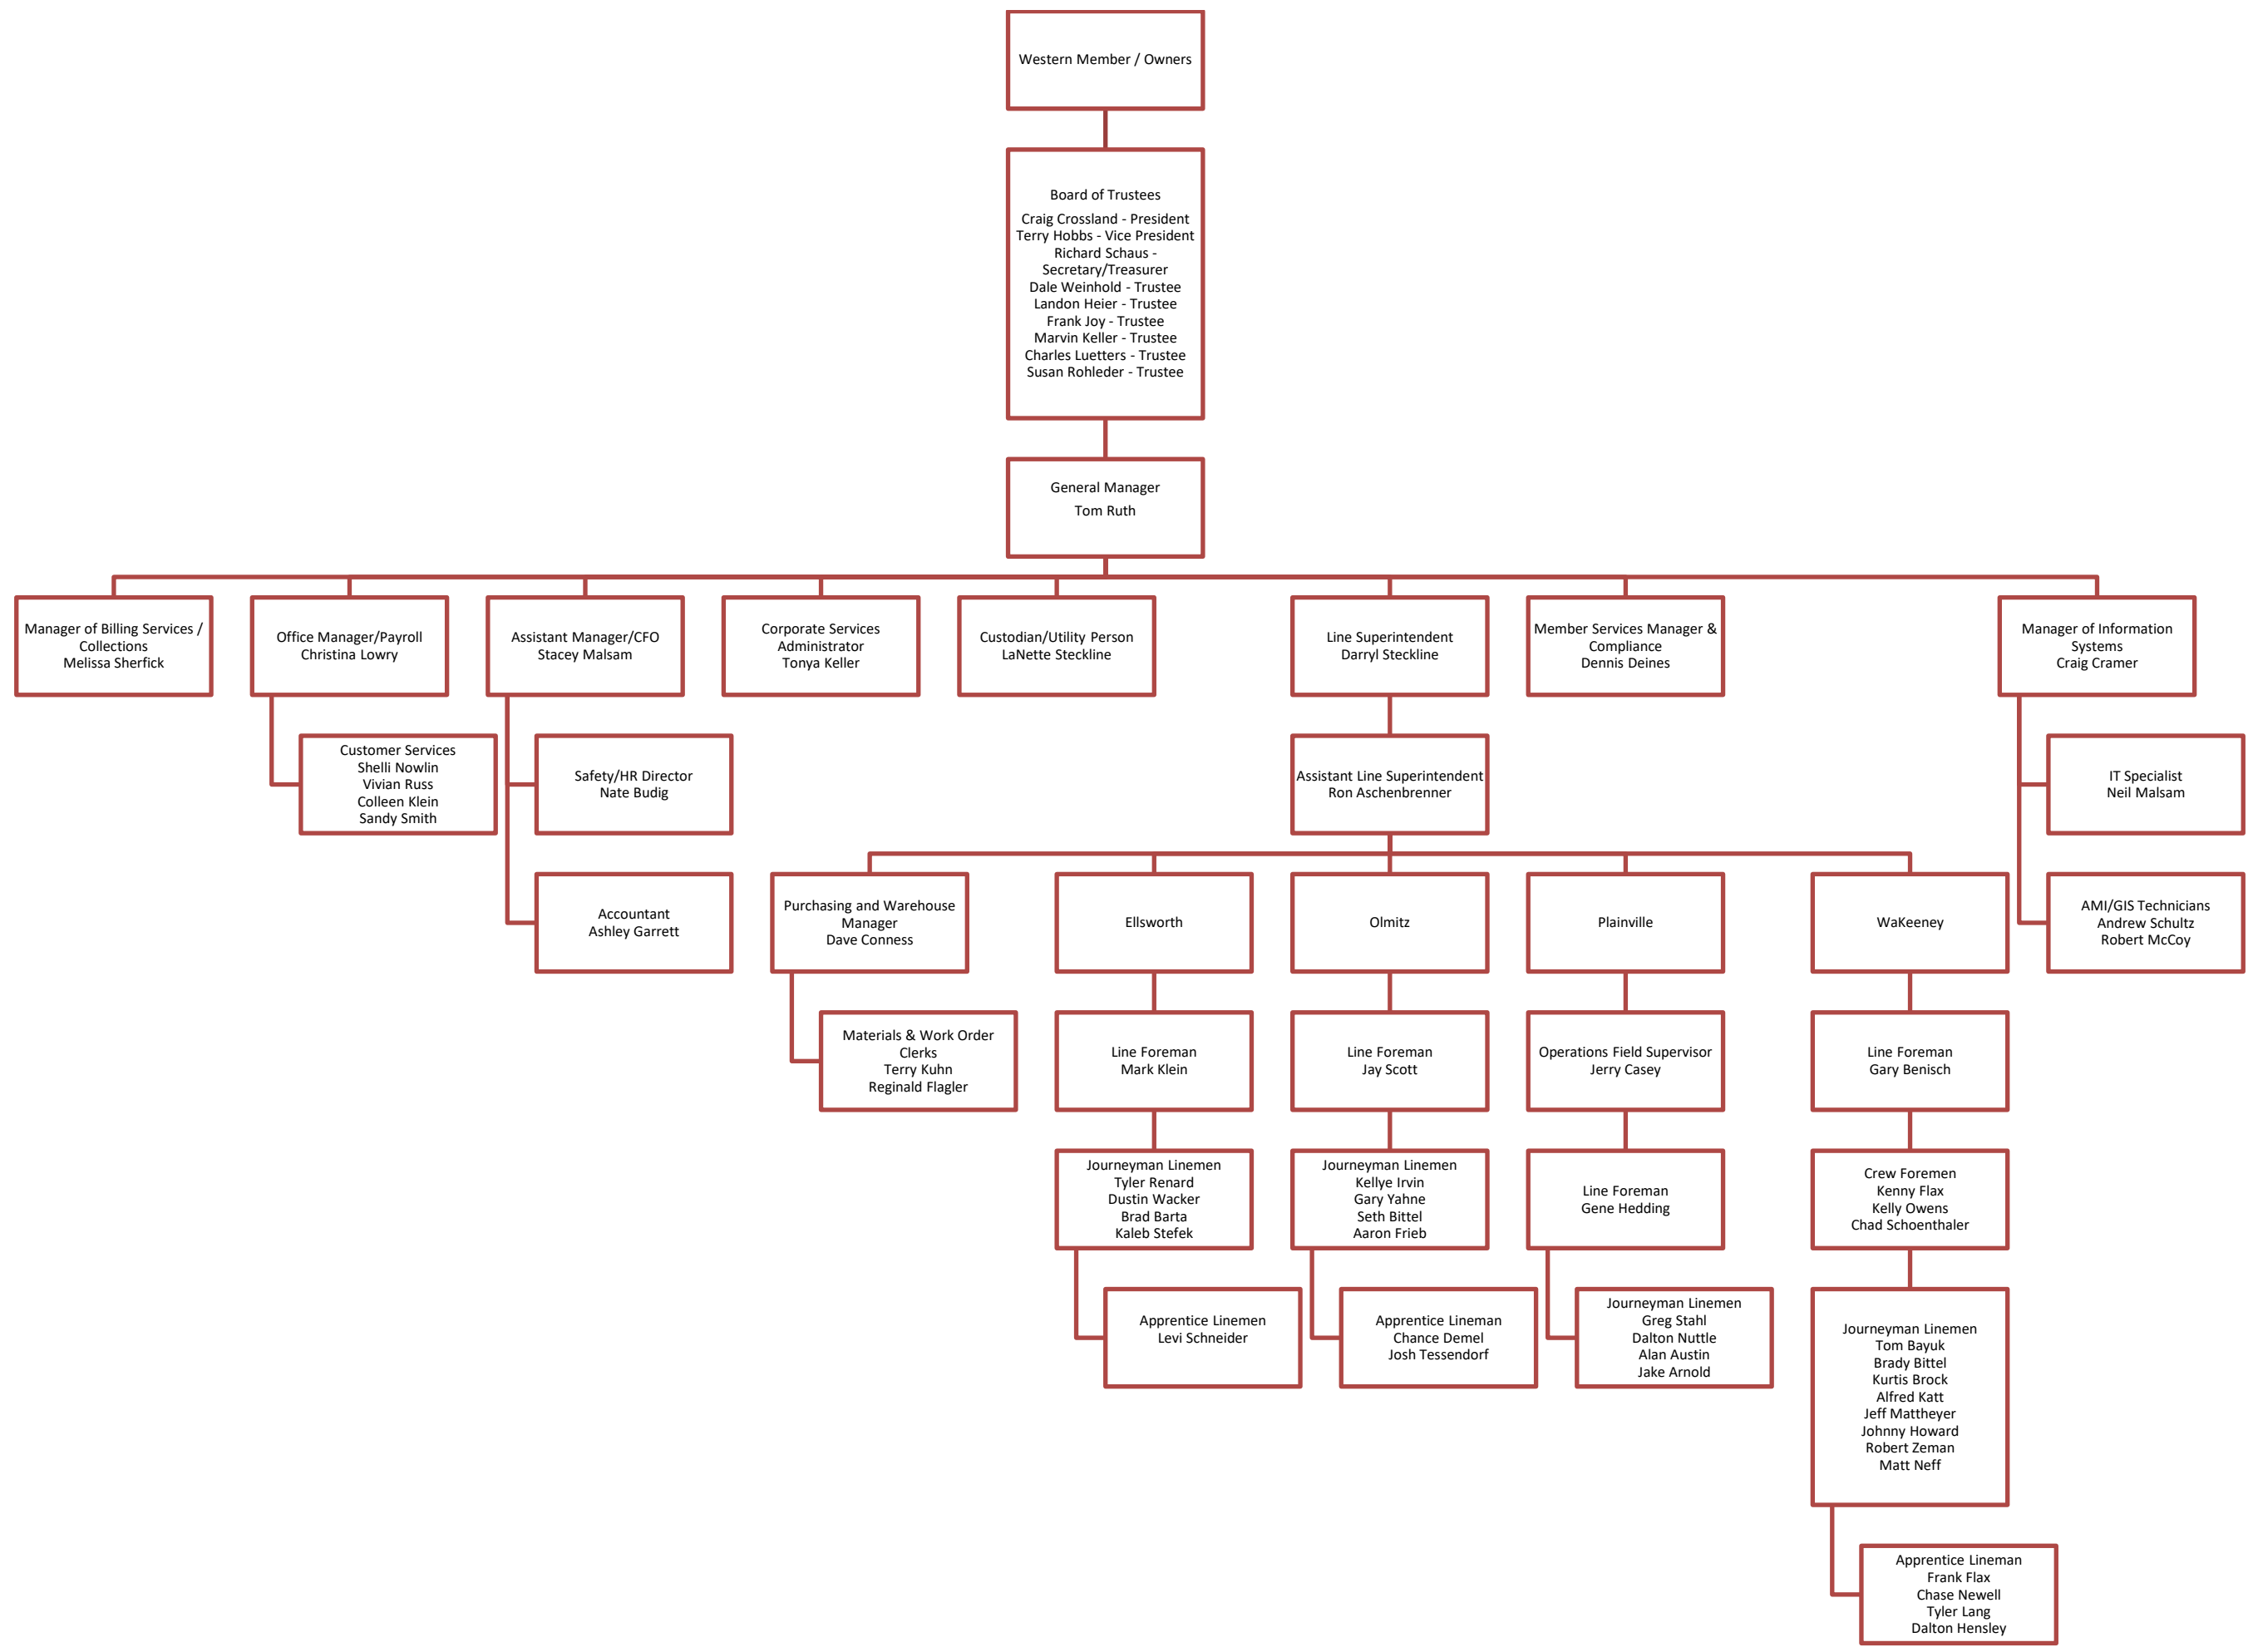 Western Member / Owners
Board of Trustees
Craig Crossland - President
Terry Hobbs - Vice President
Richard Schaus -
Secretary/Treasurer
Dale Weinhold - Trustee
Landon Heier - Trustee
Frank Joy - Trustee
Marvin Keller - Trustee
Charles Luetters - Trustee
Susan Rohleder - Trustee
General Manager
Tom Ruth
Manager of Billing Services /
Collections
Melissa Sherfick
Office Manager/Payroll
Christina Lowry
Assistant Manager/CFO
Stacey Malsam
Corporate Services
Administrator
Tonya Keller
Custodian/Utility Person
LaNette Steckline
Line Superintendent
Darryl Steckline
Member Services Manager &
Compliance
Dennis Deines
Manager of Information
Systems
Craig Cramer
Customer Services
Shelli Nowlin
Vivian Russ
Colleen Klein
Sandy Smith
Safety/HR Director
Nate Budig
Assistant Line Superintendent
Ron Aschenbrenner
IT Specialist
Neil Malsam
Accountant
Ashley Garrett
Purchasing and Warehouse
Manager
Dave Conness
Ellsworth
Olmitz
Plainville
WaKeeney
AMI/GIS Technicians
Andrew Schultz
Robert McCoy
Materials & Work Order
Clerks
Terry Kuhn
Reginald Flagler
Line Foreman
Mark Klein
Line Foreman
Jay Scott
Operations Field Supervisor
Jerry Casey
Line Foreman
Gary Benisch
Journeyman Linemen
Tyler Renard
Dustin Wacker
Brad Barta
Kaleb Stefek
Journeyman Linemen
Kellye Irvin
Gary Yahne
Seth Bittel
Aaron Frieb
Line Foreman
Gene Hedding
Crew Foremen
Kenny Flax
Kelly Owens
Chad Schoenthaler
Apprentice Linemen
Levi Schneider
Apprentice Lineman
Chance Demel
Josh Tessendorf
Journeyman Linemen
Greg Stahl
Dalton Nuttle
Alan Austin
Jake Arnold
Journeyman Linemen
Tom Bayuk
Brady Bittel
Kurtis Brock
Alfred Katt
Jeff Mattheyer
Johnny Howard
Robert Zeman
Matt Neff
Apprentice Lineman
Frank Flax
Chase Newell
Tyler Lang
Dalton Hensley